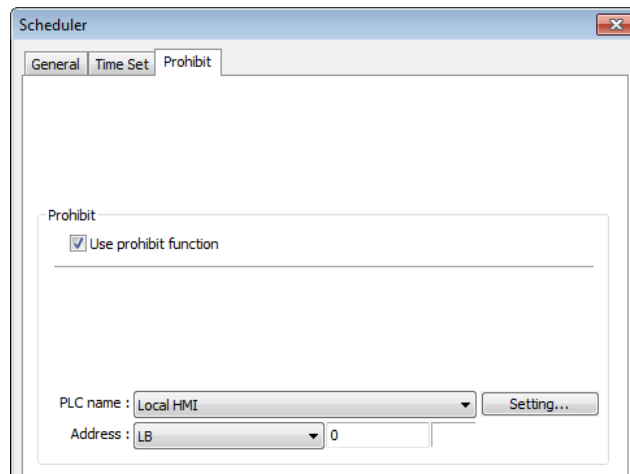 Scheduler
General Time Set Prohibit
Prohibit
Use prohibit function
PLC name : Local HMI Setting...
Address : LB 0